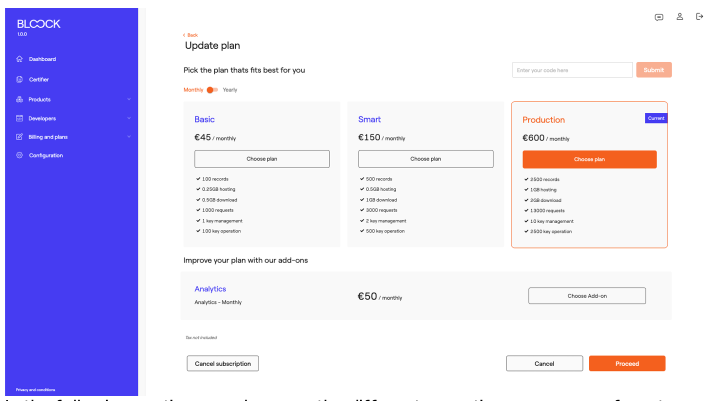 BLOOCK
1.0.0
Dashboard
Certifier
Products
Developers
Billing and plans
Configuration
Privacy and conditions
< Back
Update plan
Pick the plan thats fits best for you
Enter your code here
Submit
Monthly
Yearly
Basic
€45 / monthly
Choose plan
100 records
0.25GB hosting
0.5GB download
1000 requests
1 key management
100 key operation
Smart
€150 / monthly
Choose plan
500 records
0.5GB hosting
1GB download
3000 requests
2 key management
500 key operation
Production
Current
€600 / monthly
Choose plan
2500 records
1GB hosting
2GB download
13000 requests
10 key management
2500 key operation
Improve your plan with our add-ons
Analytics
Analytics - Monthly
€50 / monthly
Choose Add-on
Tax not included
Cancel subscription
Cancel
Proceed